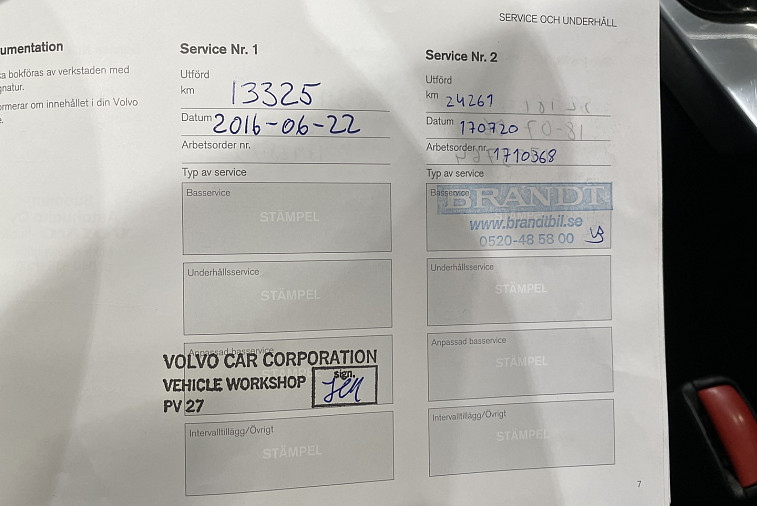 SERVICE OCH UNDERHÅLL
umentation
a bokföras av verkstaden med
gnatur.
ormerar om innehållet i din Volvo
e.
Service Nr. 1
Utförd
km 13325
Datum 2016-06-22
Arbetsorder nr.
Typ av service
Basservice
STÄMPEL
Underhållsservice
STÄMPEL
Anpassad basservice
VOLVO CAR CORPORATION
VEHICLE WORKSHOP
sign.
PV 27
Intervalltillägg/Övrigt
STÄMPEL
Service Nr. 2
Utförd
km 24261
Datum 170720
Arbetsorder nr. 1710368
Typ av service
Basservice
BRANDT
www.brandtbil.se
0520-48 58 00
Underhållsservice
STÄMPEL
Anpassad basservice
STÄMPEL
Intervalltillägg/Övrigt
STÄMPEL
7